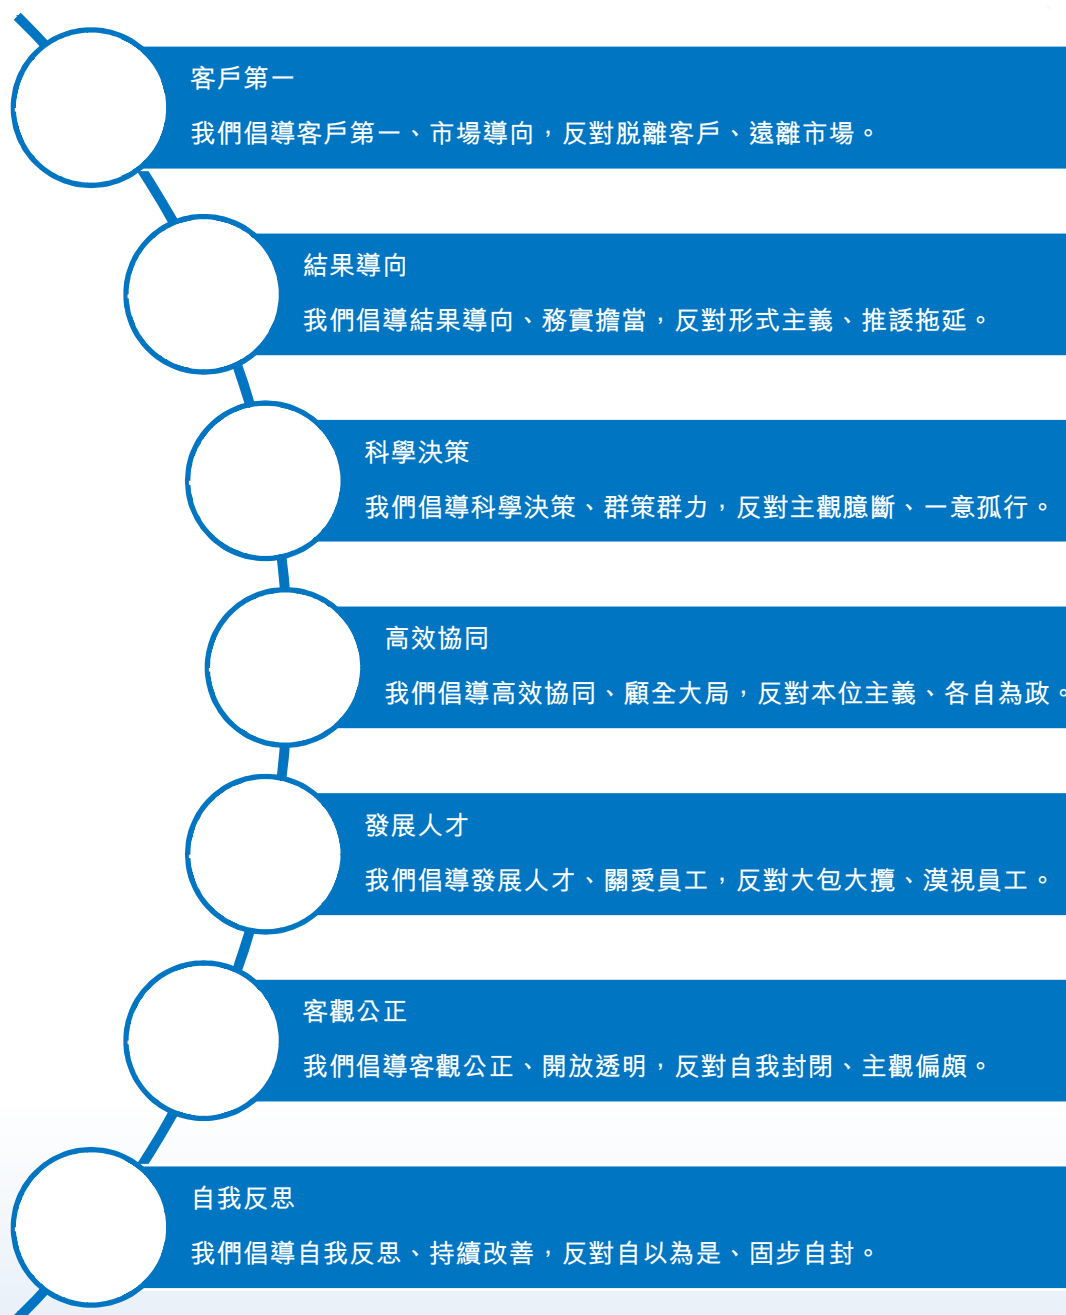 客戶第一
我們倡導客戶第一、市場導向，反對脱離客戶、遠離市場。
結果導向
我們倡導結果導向、務實擔當，反對形式主義、推諉拖延。
科學決策
我們倡導科學決策、群策群力，反對主觀臆斷、一意孤行。
高效協同
我們倡導高效協同、顧全大局，反對本位主義、各自為政。
發展人才
我們倡導發展人才、關愛員工，反對大包大攬、漠視員工。
客觀公正
我們倡導客觀公正、開放透明，反對自我封閉、主觀偏頗。
自我反思
我們倡導自我反思、持續改善，反對自以為是、固步自封。